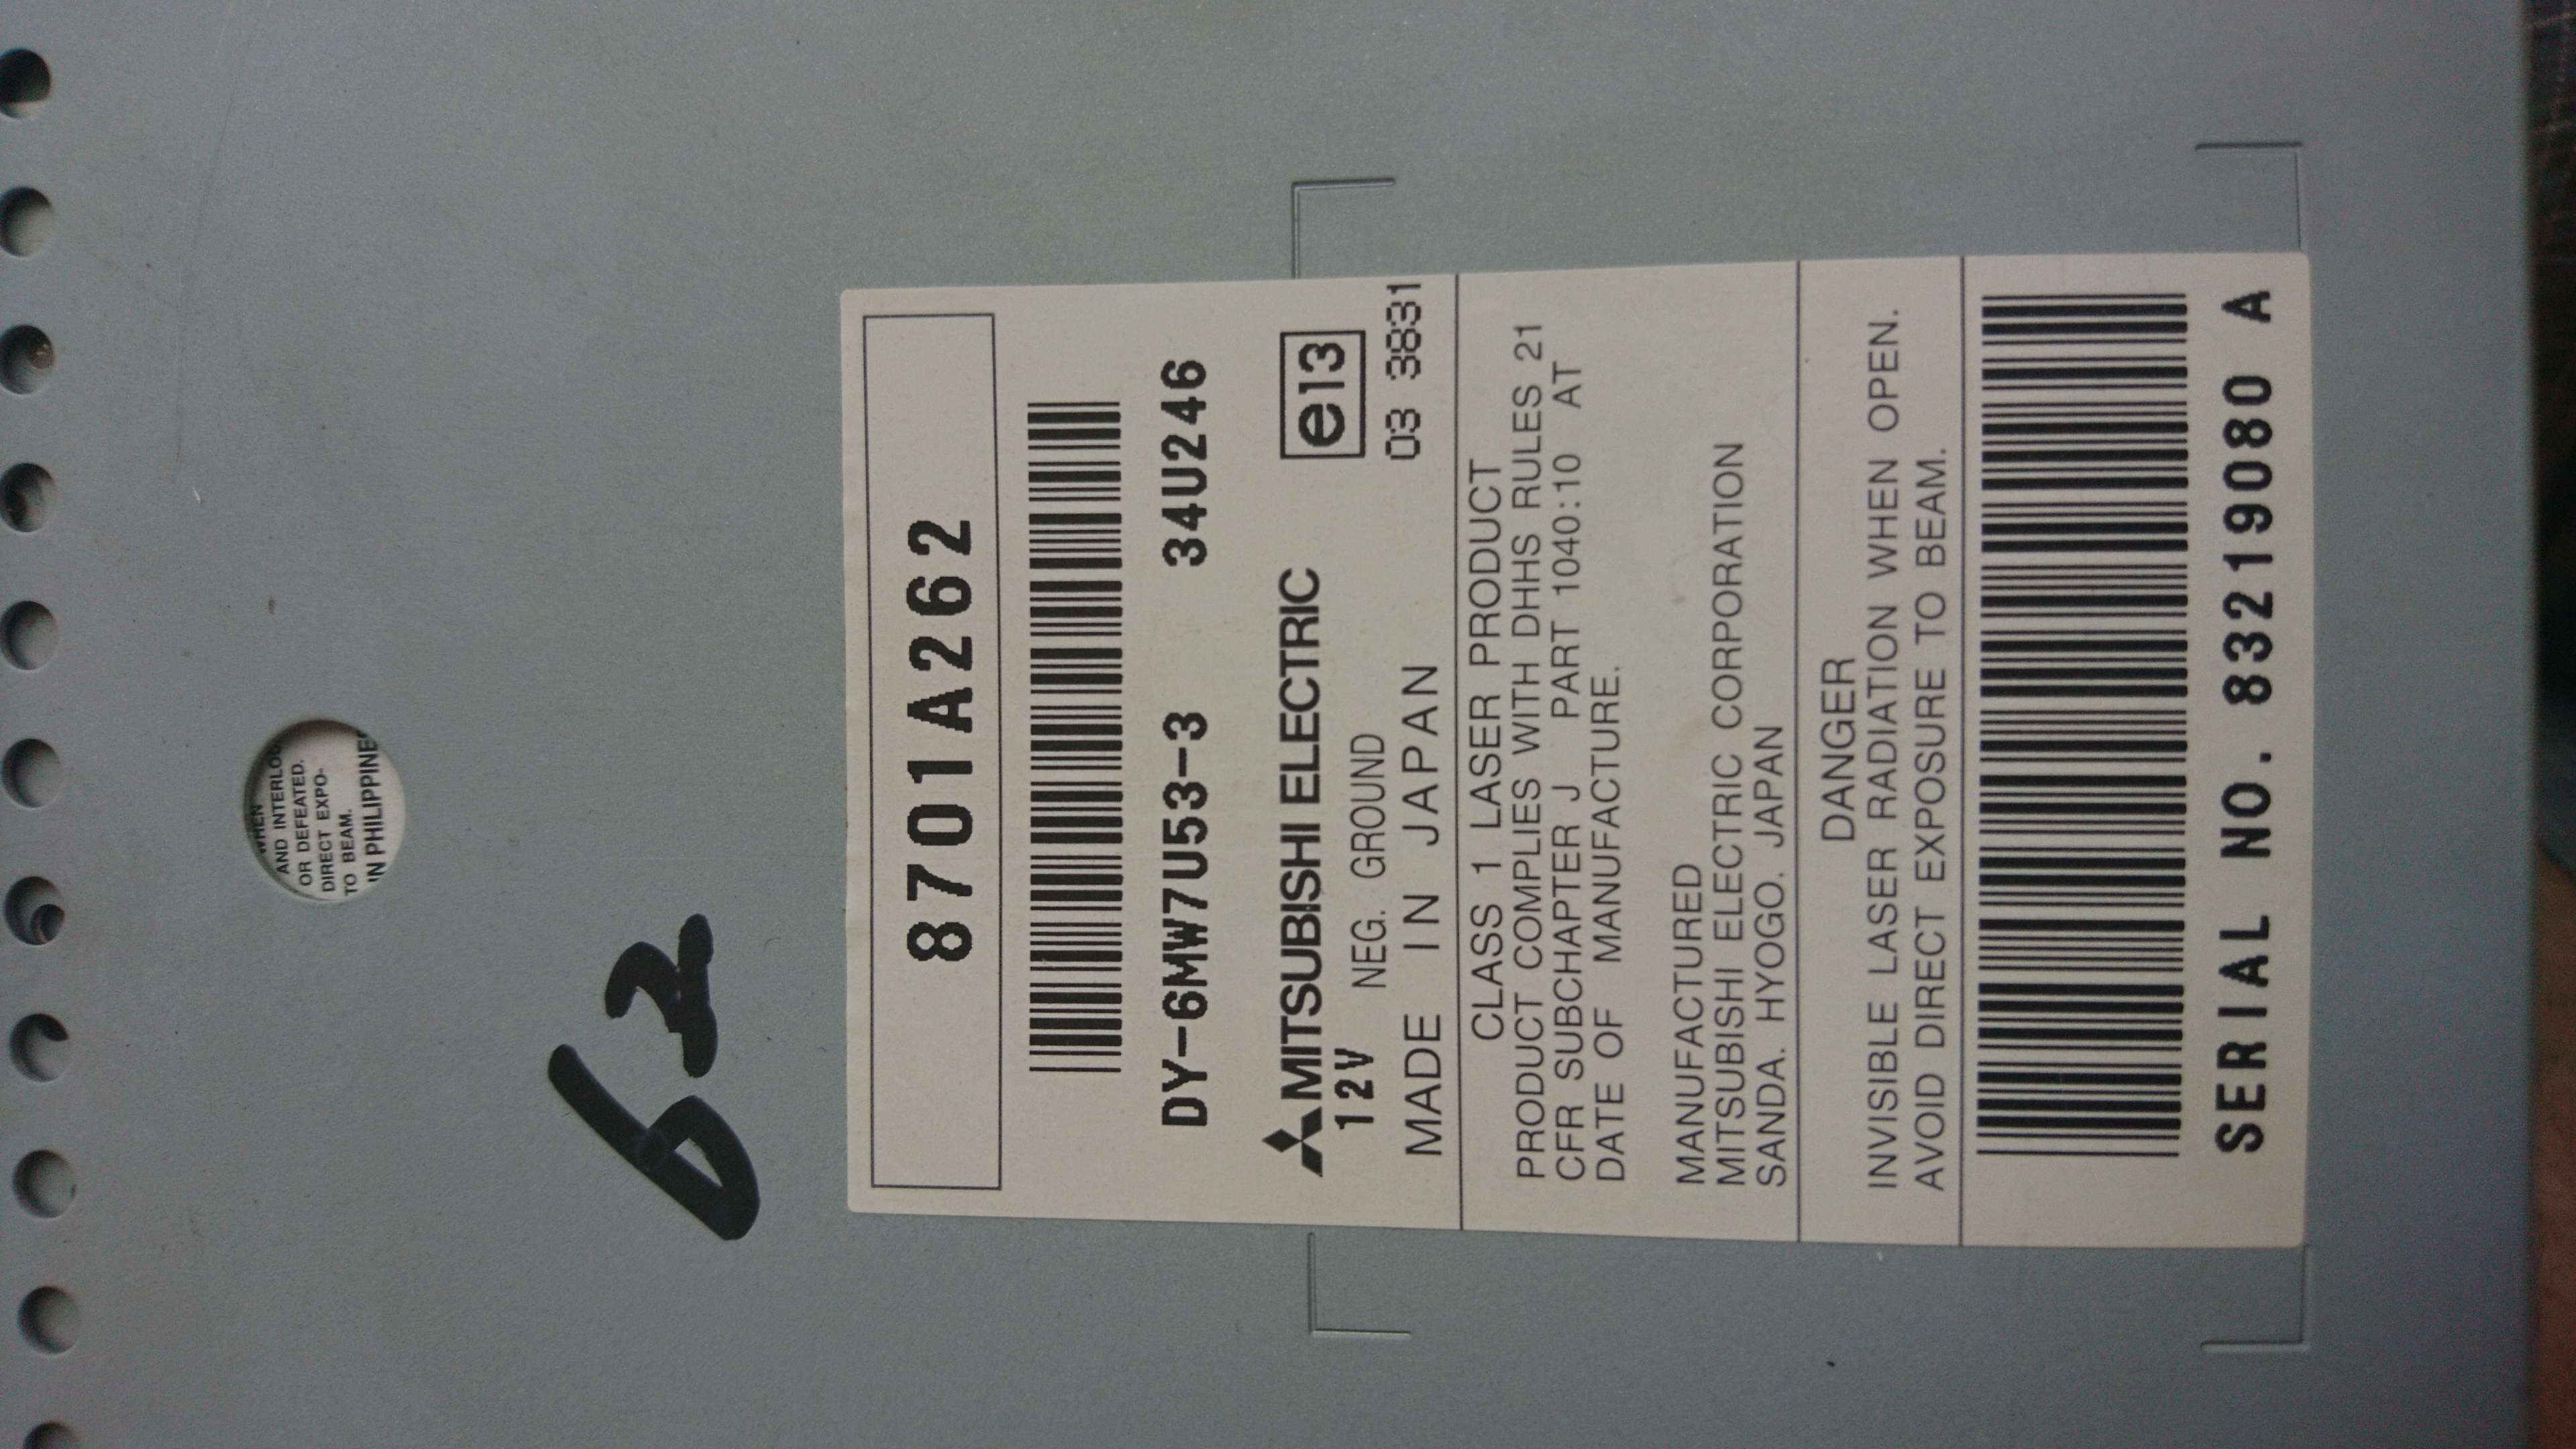 WHEN
AND INTERLO
OR DEFEATED.
DIRECT EXPO-
TO BEAM.
IN PHILIPPINE
62
8701A262
DY-6MW7U53-3 34U246
MITSUBISHI ELECTRIC e13
12V NEG. GROUND 03 3831
MADE IN JAPAN
CLASS 1 LASER PRODUCT
PRODUCT COMPLIES WITH DHHS RULES 21
CFR SUBCHAPTER J PART 1040:10 AT
DATE OF MANUFACTURE.
MANUFACTURED
MITSUBISHI ELECTRIC CORPORATION
SANDA. HYOGO. JAPAN
DANGER
INVISIBLE LASER RADIATION WHEN OPEN.
AVOID DIRECT EXPOSURE TO BEAM.
SERIAL NO. 83219080 A